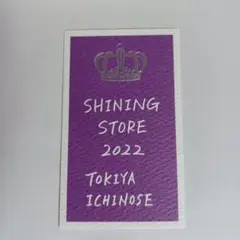 SHINING
STORE
2022
TOKIYA
ICHINOSE